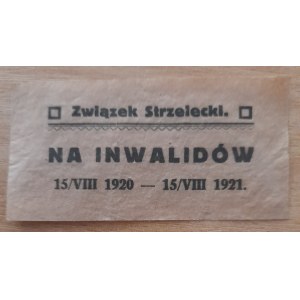 Związek Strzelecki.
NA INWALIDÓW
15/VIII 1920 — 15/VIII 1921.